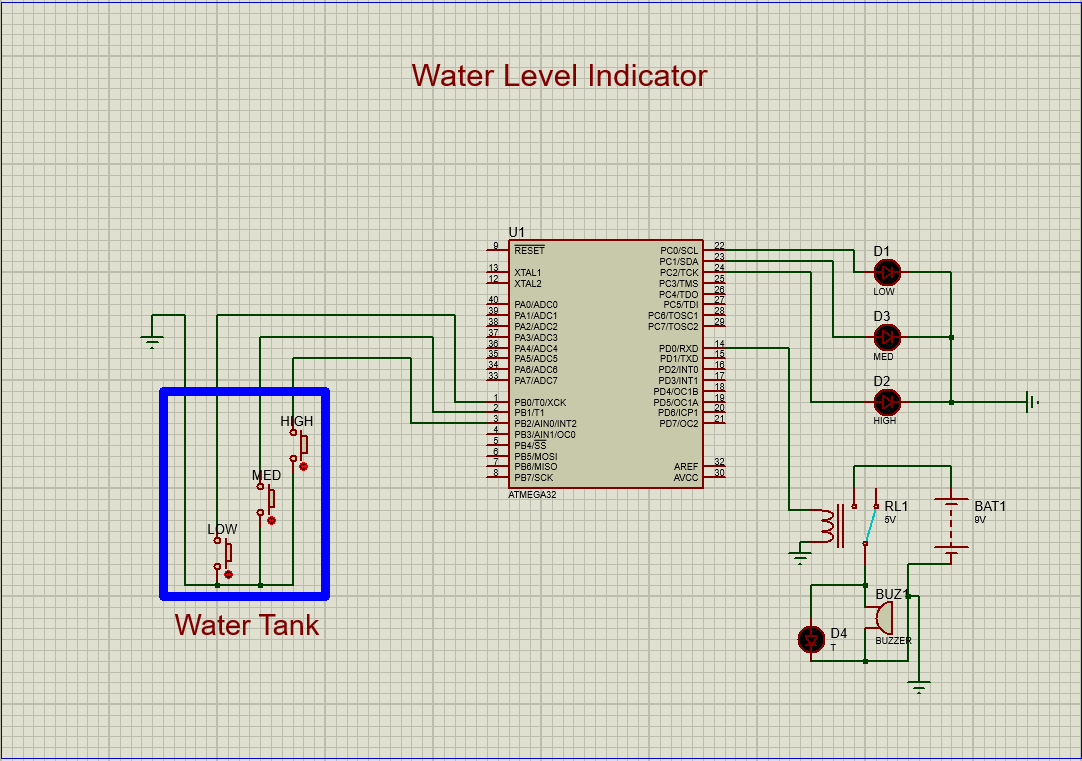 Water Level Indicator
U1
9 RESET
13 XTAL1
12 XTAL2
40 PA0/ADC0
39 PA1/ADC1
38 PA2/ADC2
37 PA3/ADC3
36 PA4/ADC4
35 PA5/ADC5
34 PA6/ADC6
33 PA7/ADC7
1 PB0/T0/XCK
2 PB1/T1
3 PB2/AIN0/INT2
4 PB3/AIN1/OC0
5 PB4/SS
6 PB5/MOSI
7 PB6/MISO
8 PB7/SCK
PC0/SCL 22
PC1/SDA 23
PC2/TCK 24
PC3/TMS 25
PC4/TDO 26
PC5/TDI 27
PC6/TOSC1 28
PC7/TOSC2 29
PD0/RXD 14
PD1/TXD 15
PD2/INT0 16
PD3/INT1 17
PD4/OC1B 18
PD5/OC1A 19
PD6/ICP1 20
PD7/OC2 21
AREF 32
AVCC 30
ATMEGA32
D1
LOW
D3
MED
D2
HIGH
HIGH
MED
LOW
Water Tank
RL1
5V
BAT1
9V
BUZ1
BUZZER
D4
T